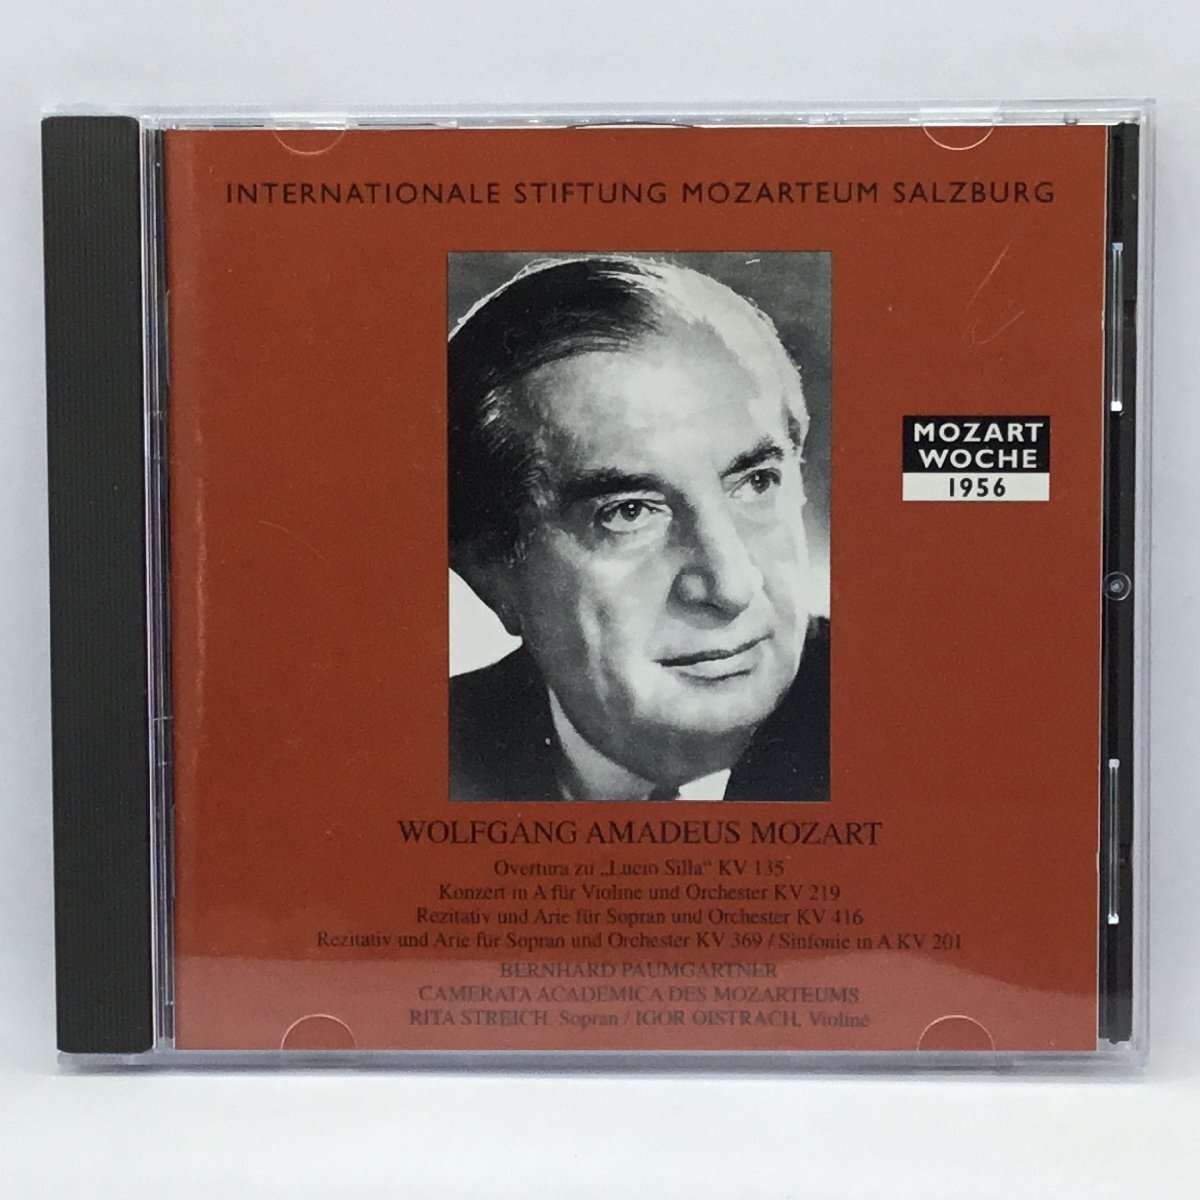 INTERNATIONALE STIFTUNG MOZARTEUM SALZBURG
MOZART
WOCHE
1956
WOLFGANG AMADEUS MOZART
Overtura zu „Lucio Silla“ KV 135
Konzert in A für Violine und Orchester KV 219
Rezitativ und Arie für Sopran und Orchester KV 416
Rezitativ und Arie für Sopran und Orchester KV 369 / Sinfonie in A KV 201
BERNHARD PAUMGARTNER
CAMERATA ACADEMICA DES MOZARTEUMS
RITA STREICH, Sopran / IGOR OISTRACH, Violine